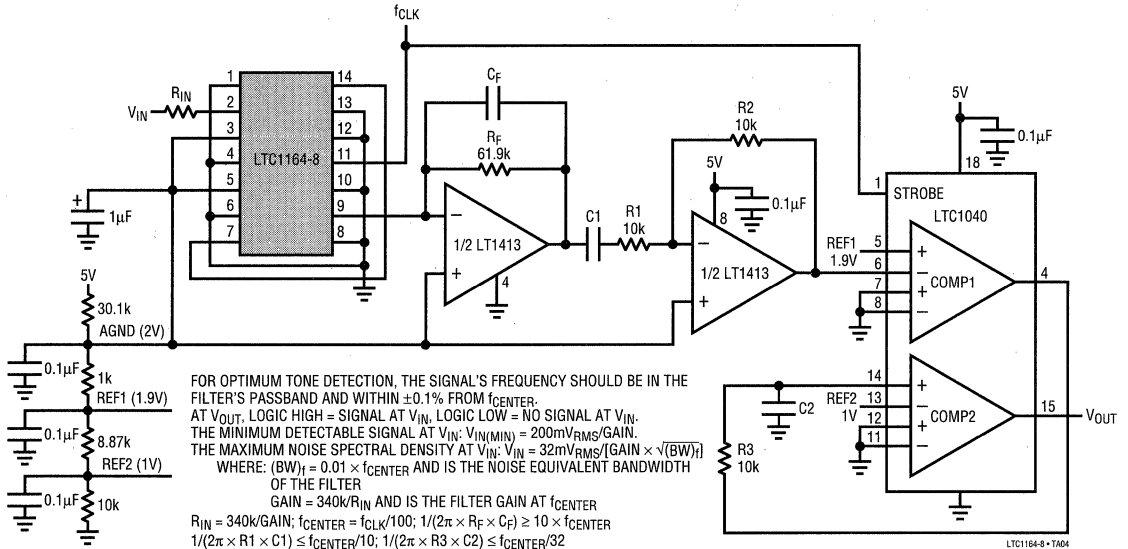 fCLK
CF
RF
61.9k
R2
10k
5V
0.1µF
18
1
14
RIN
VIN
2
13
3
12
4
LTC1164-8
11
5
10
6
9
7
8
+
1µF
5V
30.1k
AGND (2V)
0.1µF
1k
REF1 (1.9V)
0.1µF
8.87k
REF2 (1V)
0.1µF
10k
−
1/2 LT1413
+
4
C1
R1
10k
5V
8
0.1µF
−
1/2 LT1413
+
1
STROBE
LTC1040
REF1
1.9V
5
6
7
8
+
−
+
−
COMP1
4
14
REF2
13
1V
12
11
+
−
+
−
COMP2
15
VOUT
C2
R3
10k
FOR OPTIMUM TONE DETECTION, THE SIGNAL'S FREQUENCY SHOULD BE IN THE
FILTER'S PASSBAND AND WITHIN ±0.1% FROM fCENTER.
AT VOUT, LOGIC HIGH = SIGNAL AT VIN, LOGIC LOW = NO SIGNAL AT VIN.
THE MINIMUM DETECTABLE SIGNAL AT VIN: VIN(MIN) = 200mVRMS/GAIN.
THE MAXIMUM NOISE SPECTRAL DENSITY AT VIN: VIN = 32mVRMS/[GAIN × √(BW)f}
WHERE: (BW)f = 0.01 × fCENTER AND IS THE NOISE EQUIVALENT BANDWIDTH
OF THE FILTER
GAIN = 340k/RIN AND IS THE FILTER GAIN AT fCENTER
RIN = 340k/GAIN; fCENTER = fCLK/100; 1/(2π × RF × CF) ≥ 10 × fCENTER
1/(2π × R1 × C1) ≤ fCENTER/10; 1/(2π × R3 × C2) ≤ fCENTER/32
LTC1164-8 • TA04